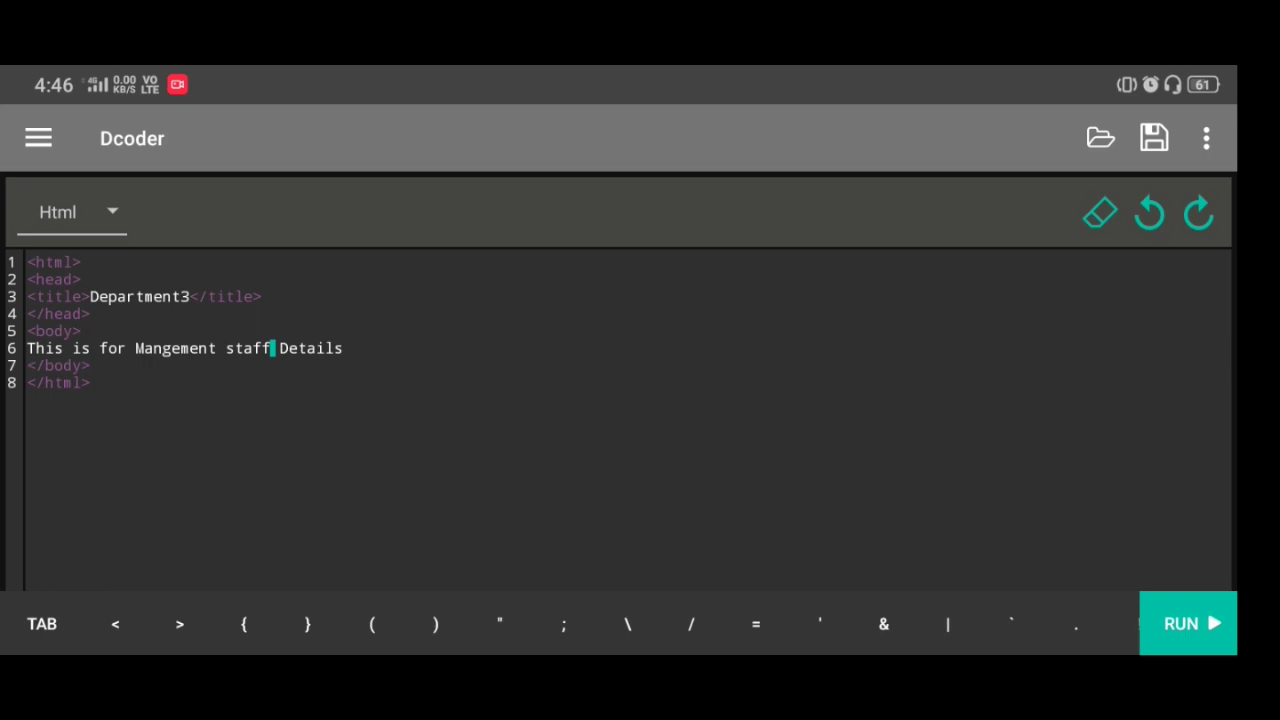 4:46 4G 0.00 KB/S VO LTE 61
Dcoder
Html
1 <html>
2 <head>
3 <title>Department3</title>
4 </head>
5 <body>
6 This is for Mangement staff Details
7 </body>
8 </html>
TAB < > { } ( ) " ; \ / = ' & | ` . RUN